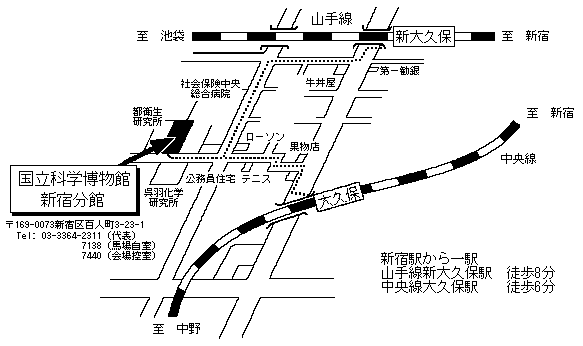 山手線
至 池袋
新大久保
至 新宿
牛丼屋
第一勧銀
社会保険中央
総合病院
都衛生
研究所
至 新宿
ローソン
果物店
中央線
国立科学博物館
新宿分館
公務員住宅
テニス
呉羽化学
研究所
大久保
〒169-0073新宿区百人町3-23-1
Tel: 03-3364-2311（代表）
7138（馬場自室）
7440（会場控室）
新宿駅から一駅
山手線新大久保駅 徒歩8分
中央線大久保駅 徒歩6分
至 中野